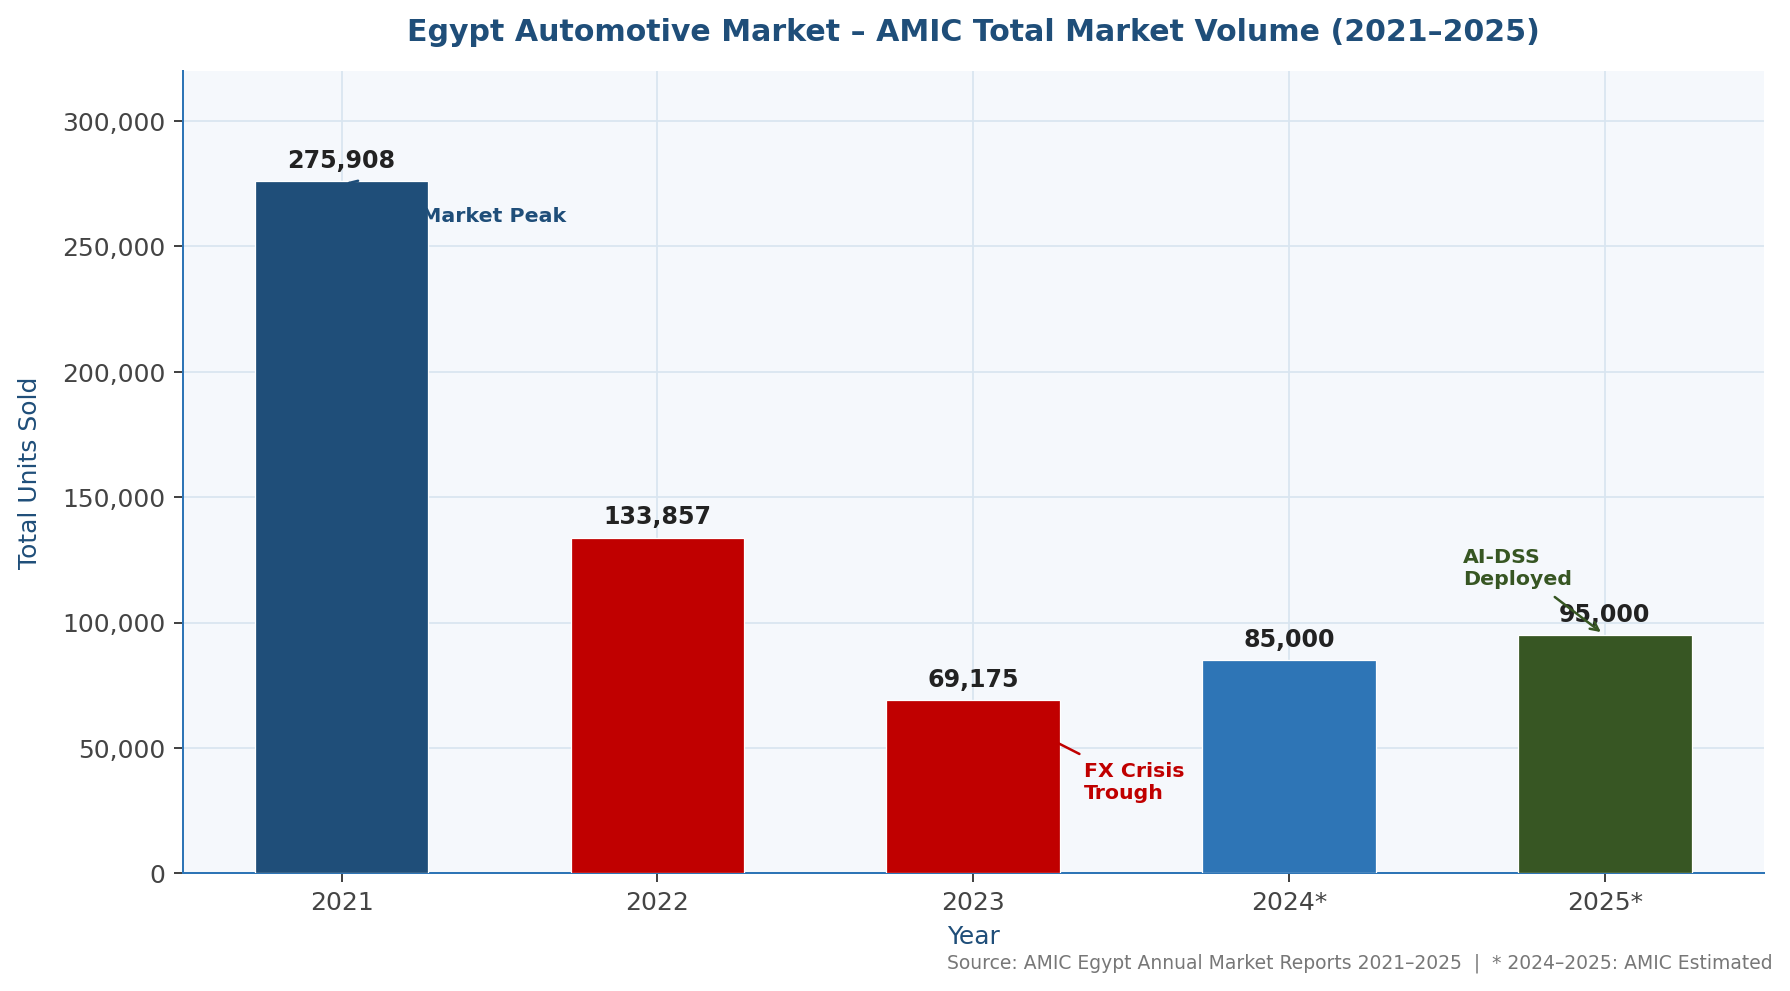 Egypt Automotive Market – AMIC Total Market Volume (2021–2025)
Total Units Sold
300,000
250,000
200,000
150,000
100,000
50,000
0
275,908
Market Peak
133,857
69,175
FX Crisis
Trough
85,000
AI-DSS
Deployed
95,000
2021
2022
2023
2024*
2025*
Year
Source: AMIC Egypt Annual Market Reports 2021–2025 | * 2024–2025: AMIC Estimated